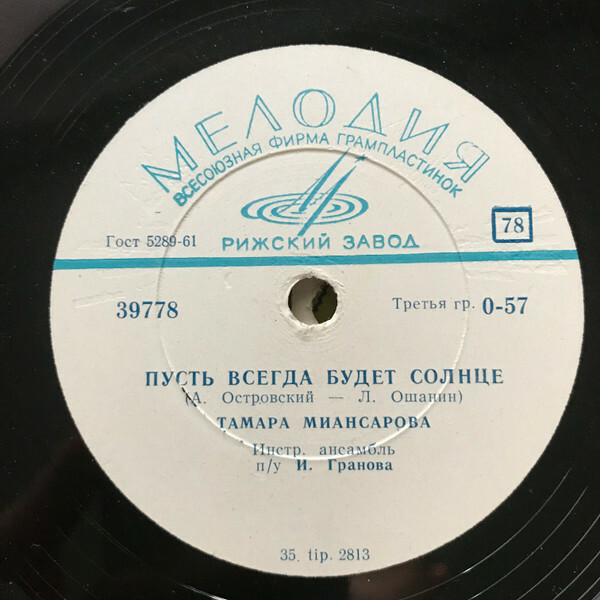 МЕЛОДИЯ
ВСЕСОЮЗНАЯ ФИРМА ГРАМПЛАСТИНОК
Гост 5289-61
РИЖСКИЙ ЗАВОД
78
39778
Третья гр. 0-57
ПУСТЬ ВСЕГДА БУДЕТ СОЛНЦЕ
(А. Островский — Л. Ошанин)
ТАМАРА МИАНСАРОВА
Инстр. ансамбль
п/у И. Гранова
35. tip. 2813